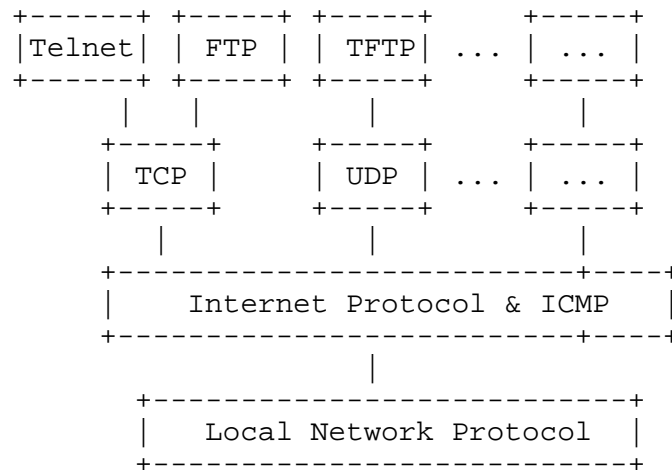 Telnet FTP TFTP ... ...
TCP UDP ... ...
Internet Protocol & ICMP
Local Network Protocol